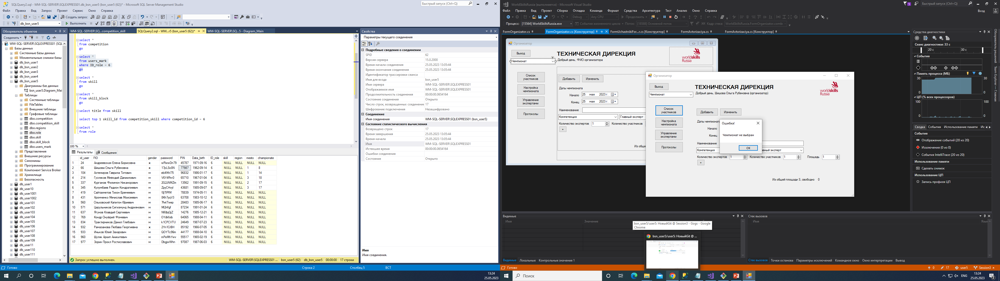 SQLQuery2.sql - WM-SQL-SERVER\SQLEXPRESS01.db_bsn_user5 (bsn_user5 (62))* - Microsoft SQL Server Management Studio
Быстрый запуск (Ctrl+Q)
Файл Правка Вид Запрос Проект Сервис Окно Справка
Создать запрос
db_bsn_user5 Выполнить
Обозреватель объектов
Соединить
WM-SQL-SERVER\SQLEXPRESS01 (SQL
Базы данных
Системные базы данных
Моментальные снимки базы
db_bsn_user1
db_bsn_user2
db_bsn_user3
db_bsn_user4
db_bsn_user5
Диаграммы баз данных
bsn_user5.Diagram_Mai
Таблицы
Системные таблицы
FileTables
Внешние таблицы
Графовые таблицы
dbo.competition
dbo.competition_skill
dbo.regions
dbo.role
dbo.skill
dbo.skill_block
dbo.users_mark
Представления
Внешние ресурсы
Синонимы
Программирование
Компонент Service Broker
Хранилище
Безопасность
db_user1
db_user10
db_user1001
db_user1002
db_user101
db_user102
db_user103
db_user104
db_user105
db_user106
db_user107
db_user108
db_user109
db_user11
db_user110
db_user111
WM-SQL-SERVER\SQ...competition_skill
SQLQuery2.sql - WM...r5 (bsn_user5 (62))*
WM-SQL-SERVER\SQ...5 - Diagram_Main
select *
from competition
go
select *
from users_mark
where ID_role = 6
go
select *
from skill
go
select *
from skill_block
go
select title from skill
select top 1 skill_id from competition_skill where competition_id = 6
select *
from role
100 %
Результаты Сообщения
id_user FIO gender password PIN Data_birth ID_role skill region mesto championate
1 24 Андреевская Елена Борисовна ж wRwwDn79 45787 1971-09-16 6 NULL NULL NULL NULL
2 66 Шишова Ольга Рубеновна ж 17pLSo8N 77987 1962-09-14 6 NULL NULL 1 8
3 104 Ахтемиров Гаврила Титович м eb#XhI75 96832 1986-01-17 6 NULL NULL 1 14
4 214 Гусляков Мефодий Даниилович м V6Y4Rrv0 65710 1967-01-04 6 NULL NULL 3 18
5 337 Курганов Филимон Никанорович м 2G2JNMZm 13562 1991-09-15 6 NULL NULL 2 17
6 345 Кулумбаев Радион Кондратиевич м ZpyCHvyI 43681 1985-09-07 6 NULL NULL 3 17
7 419 Сайтахметов Тихон Еремеевич м !0jTlPfM 78839 1974-05-11 6 NULL NULL NULL NULL
8 431 Хромченко Мечислав Моисеевич м 8Kh7yqV3 63708 1983-10-12 6 NULL NULL NULL NULL
9 560 Ольховский Капитон Юриевич м 7fwtTwep 28483 1985-06-17 6 NULL NULL NULL NULL
10 571 Цирульников Сигизмунд Андриянович м Ml2i4!gf 87234 1991-01-24 6 NULL NULL NULL NULL
11 637 Ягунов Клавдий Сергеевич м Nl6$qGjZ 14276 1985-12-21 6 NULL NULL NULL NULL
12 769 Кондр Онуфрий Фомевич м OYdkfoib 64065 1988-04-11 6 NULL NULL NULL NULL
13 834 Трактирников Данил Глебович м k1CPCVTU 24649 1987-07-23 6 NULL NULL NULL NULL
14 932 Рамазанова Любава Георгиевна ж 2Yn1CrBH 85192 1966-07-05 6 NULL NULL NULL NULL
15 933 Иньков Юлий Захарович м QOYTc96m 44177 1988-04-10 6 NULL NULL NULL NULL
16 960 Шуляк Архип Аникитевич м mPeMhYwv 55517 1965-02-19 6 NULL NULL NULL NULL
17 977 Зорин Прокл Ростиславович м DbgjwWhn 97087 1987-06-03 6 NULL NULL NULL NULL
Запрос успешно выполнен.
WM-SQL-SERVER\SQLEXPRESS01 ... bsn_user5 (62) db_bsn_user5 00:00:00 17 строки
Свойства
Параметры текущего соединения
Подробные сведения о соединении
SPID 62
Версия сервера 15.0.2000
Время начала соединения 25.05.2023 13:05:44
Время окончания соединения 25.05.2023 13:05:44
Идентификатор трассировки сеанса
Имя для входа bsn_user5
Имя сервера WM-SQL-SERVER\SQLEXPRESS01
Отображаемое имя WM-SQL-SERVER\SQLEXPRESS01
Продолжительность соединения 00:00:00.0654164
Состояние соединения Открыто
Число строк, возвращенных соединение 17
Шифрование подключения Незашифровано
Соединение
Имя соединения WM-SQL-SERVER\SQLEXPRESS01 (bsn_user5)
Состояние статистического вычисления
Возвращено строк 17
Время завершения 25.05.2023 13:05:44
Время начала 25.05.2023 13:05:44
Имя WM-SQL-SERVER\SQLEXPRESS01
Истекшее время 00:00:00.0654164
Ошибки соединения
Состояние Открыто
Имя
Имя соединения.
Готово Строка 2 Столбец 5 ВСТ
13:24
25.05.2023
WorldSkillsRussia (выполняется) - Microsoft Visual Studio
5 Быстрый запуск (Ctrl+Q)
Файл Правка Вид Проект Сборка Отладка Команда Формат Средства Архитектура Тест Анализ Окно Справка Вход
Debug Any CPU Продолжить
Процесс: [15564] WorldSkillsRussia.exe События жизненного цикла Поток: [18588] Основной поток Кадр стека: WorldSkillsRussia.FormOrganizator.comb
FormOrganizator.cs FormOrganizator.cs [Конструктор] FormUchastnikiFor...r.cs [Конструктор] FormAvtorizaciya.cs FormAvtorizaciya.cs [Конструктор]
Организатор
Выход
ТЕХНИЧЕСКАЯ ДИРЕКЦИЯ
Чемпионат
Добрый день, ФИО организатора
worldskills
Russia
Список участников
Настройка чемпионата
Управление экспертами
Протоколы
Добавить Изменить
Даты чемпионата
Начало 25 мая 2023 г.
Конец 25 мая 2023 г.
Наименование
Компетенция Главный эксперт
Количество экспертов 1 Количество участников
+
Из общей
Организатор
Выход
ТЕХНИЧЕСКАЯ ДИРЕКЦИЯ
Чемпионат
Добрый день, Шишова Ольга Рубеновна (организатор)
worldskills
Russia
Список участников
Настройка чемпионата
Управление экспертами
Протоколы
Добавить Изменить
Даты чемпионата
Начало
Конец
Наименование
Компетенция
Количество экспертов 1 Количество участников 1 Площадь 1
+
Из общей площади S, свободно 0
Ошибка!
Чемпионат не выбран
OK
Средства диагностики
Сеанс диагностики: 33 с
20 с 30 с
События
Память процесса (МБ)
30 30
0 0
ЦП (% всех процессоров)
100 100
0 0
Сводка События Использование памяти Ис
События
Отображение событий (20 из 20)
Исключения (0 из 0)
События IntelliTrace (20 из 20)
Использование памяти
Сделать снимок
Использование ЦП
Запись профиля ЦП
Обозреватель решений
Team Explorer — Главная
Видимые
Имя Значение
Стек вызовов
Имя Язык
bsn_user5/user5: НовыйGit @ Session3 - Gogs - Google Chrome
bsn_user5/user5: НовыйGit @ ...
Видимые Локальные Контрольные значения 1
Стек вызовов Точки останова Параметры исключений Командное окно Окно интерпретации Вывод
Готово 0 17 user5 Session3
Поиск
ENG
13:24
25.05.2023
2